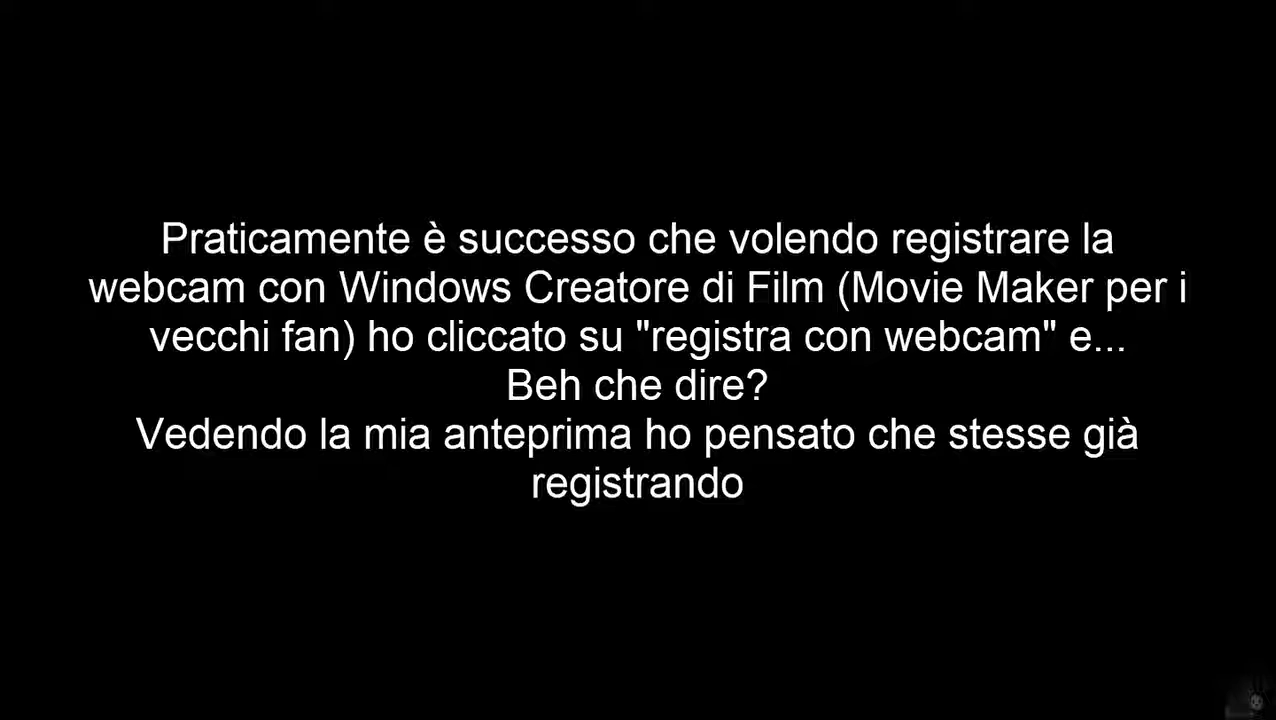 Praticamente è successo che volendo registrare la
webcam con Windows Creatore di Film (Movie Maker per i
vecchi fan) ho cliccato su "registra con webcam" e...
Beh che dire?
Vedendo la mia anteprima ho pensato che stesse già
registrando